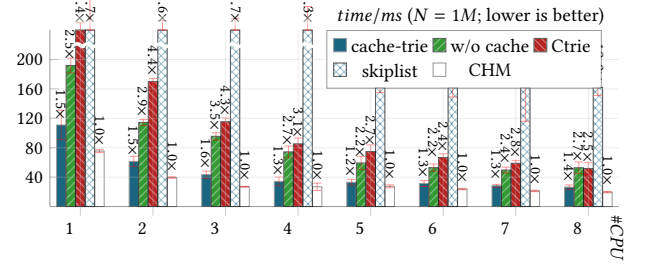 time/ms (N = 1M; lower is better)
cache-trie w/o cache Ctrie
skiplist CHM
200
160
120
80
40
1.5× 2.5× 1.0×
1.5× 2.9× 4.4× 1.0×
1.6× 3.5× 4.3× 1.0×
1.3× 2.7× 3.1× 1.0×
1.2× 2.2× 2.7× 1.0×
1.3× 2.2× 2.4× 1.0×
1.3× 2.4× 2.8× 1.0×
1.4× 2.7× 2.5× 1.0×
1 2 3 4 5 6 7 8
#CPU